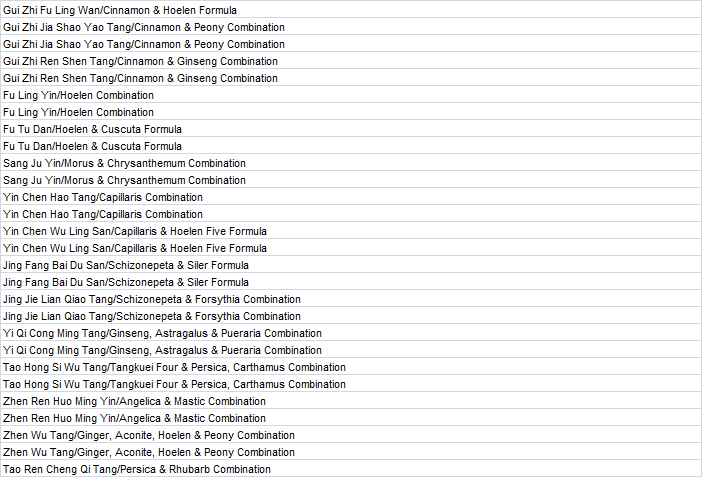 Gui Zhi Fu Ling Wan/Cinnamon & Hoelen Formula
Gui Zhi Jia Shao Yao Tang/Cinnamon & Peony Combination
Gui Zhi Jia Shao Yao Tang/Cinnamon & Peony Combination
Gui Zhi Ren Shen Tang/Cinnamon & Ginseng Combination
Gui Zhi Ren Shen Tang/Cinnamon & Ginseng Combination
Fu Ling Yin/Hoelen Combination
Fu Ling Yin/Hoelen Combination
Fu Tu Dan/Hoelen & Cuscuta Formula
Fu Tu Dan/Hoelen & Cuscuta Formula
Sang Ju Yin/Morus & Chrysanthemum Combination
Sang Ju Yin/Morus & Chrysanthemum Combination
Yin Chen Hao Tang/Capillaris Combination
Yin Chen Hao Tang/Capillaris Combination
Yin Chen Wu Ling San/Capillaris & Hoelen Five Formula
Yin Chen Wu Ling San/Capillaris & Hoelen Five Formula
Jing Fang Bai Du San/Schizonepeta & Siler Formula
Jing Fang Bai Du San/Schizonepeta & Siler Formula
Jing Jie Lian Qiao Tang/Schizonepeta & Forsythia Combination
Jing Jie Lian Qiao Tang/Schizonepeta & Forsythia Combination
Yi Qi Cong Ming Tang/Ginseng, Astragalus & Pueraria Combination
Yi Qi Cong Ming Tang/Ginseng, Astragalus & Pueraria Combination
Tao Hong Si Wu Tang/Tangkuei Four & Persica, Carthamus Combination
Tao Hong Si Wu Tang/Tangkuei Four & Persica, Carthamus Combination
Zhen Ren Huo Ming Yin/Angelica & Mastic Combination
Zhen Ren Huo Ming Yin/Angelica & Mastic Combination
Zhen Wu Tang/Ginger, Aconite, Hoelen & Peony Combination
Zhen Wu Tang/Ginger, Aconite, Hoelen & Peony Combination
Tao Ren Cheng Qi Tang/Persica & Rhubarb Combination